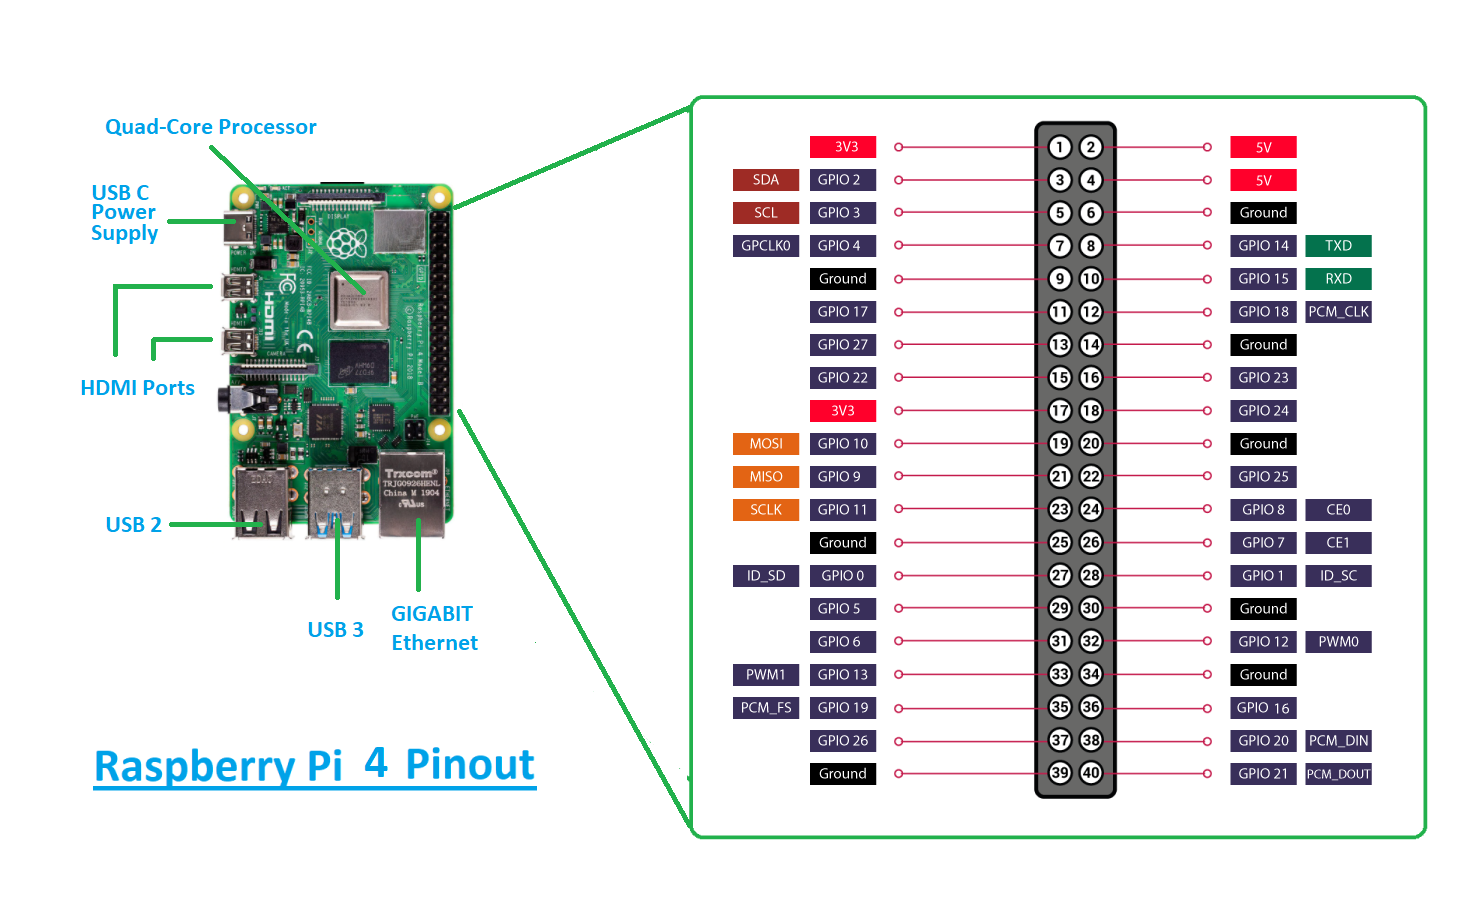 Quad-Core Processor
USB C
Power
Supply
HDMI Ports
USB 2
USB 3
GIGABIT
Ethernet
DISPLAY
HDMI
CAMERA
Trxcom®
TRJG0926HENL
China M 1904
Raspberry Pi 4 Pinout
3V3 1 2 5V
SDA GPIO 2 3 4 5V
SCL GPIO 3 5 6 Ground
GPCLK0 GPIO 4 7 8 GPIO 14 TXD
Ground 9 10 GPIO 15 RXD
GPIO 17 11 12 GPIO 18 PCM_CLK
GPIO 27 13 14 Ground
GPIO 22 15 16 GPIO 23
3V3 17 18 GPIO 24
MOSI GPIO 10 19 20 Ground
MISO GPIO 9 21 22 GPIO 25
SCLK GPIO 11 23 24 GPIO 8 CE0
Ground 25 26 GPIO 7 CE1
ID_SD GPIO 0 27 28 GPIO 1 ID_SC
GPIO 5 29 30 Ground
GPIO 6 31 32 GPIO 12 PWM0
PWM1 GPIO 13 33 34 Ground
PCM_FS GPIO 19 35 36 GPIO 16
GPIO 26 37 38 GPIO 20 PCM_DIN
Ground 39 40 GPIO 21 PCM_DOUT